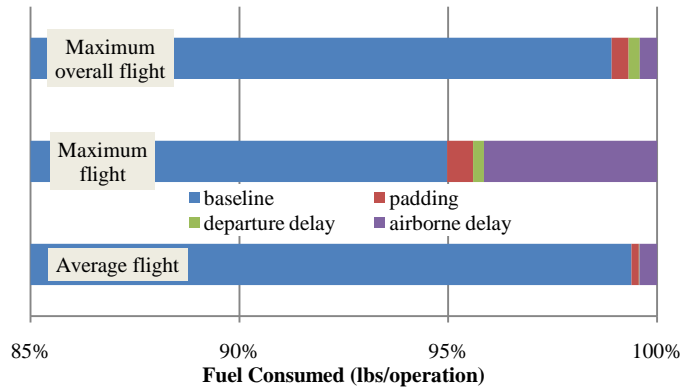 Maximum
overall flight
Maximum
flight
baseline padding
departure delay airborne delay
Average flight
85% 90% 95% 100%
Fuel Consumed (lbs/operation)